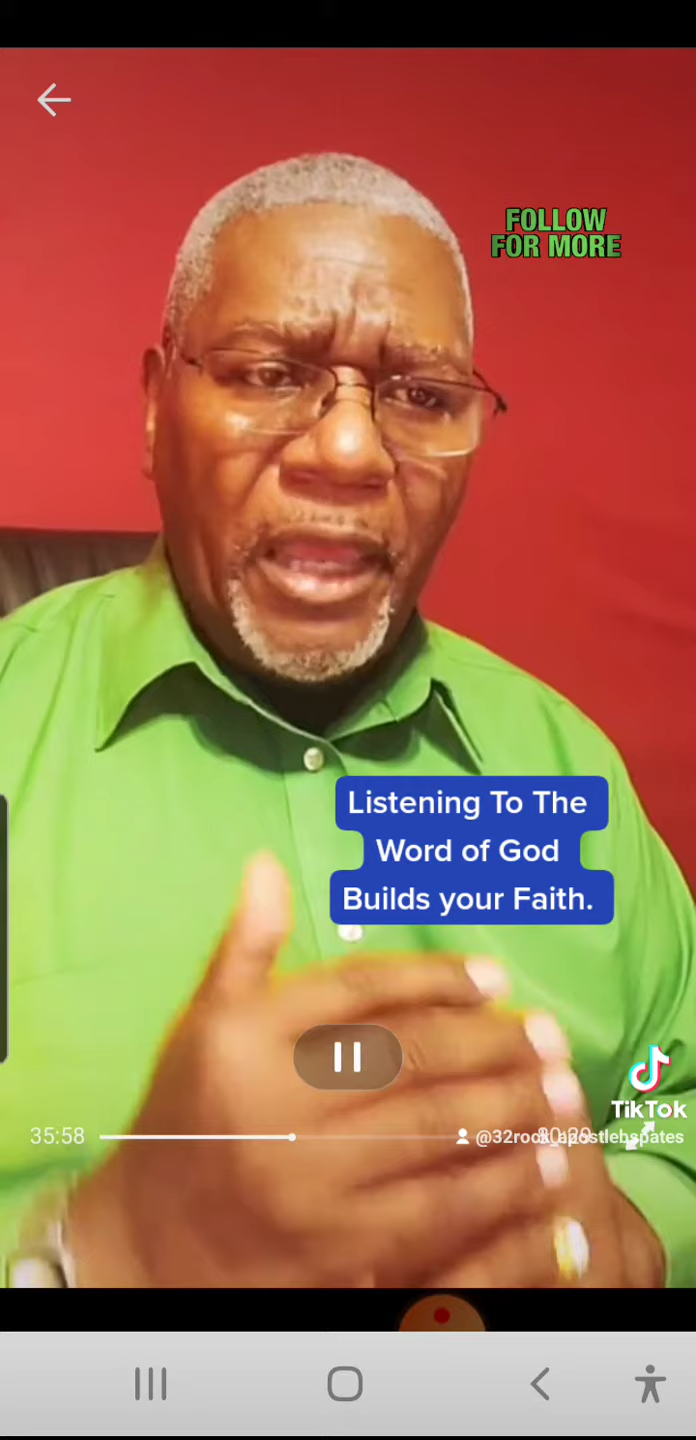 FOLLOW
FOR MORE
Listening To The
Word of God
Builds your Faith.
TikTok
35:58